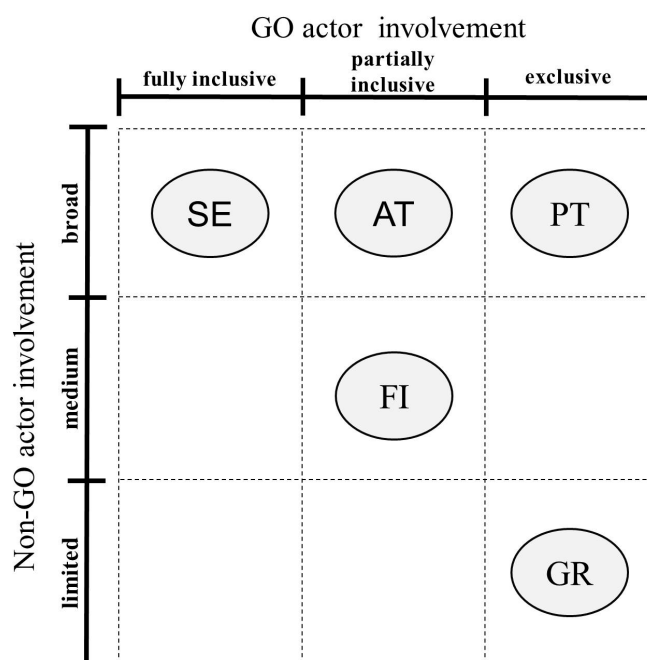 GO actor involvement
fully inclusive
partially
inclusive
exclusive
Non-GO actor involvement
broad
SE
AT
PT
medium
FI
limited
GR